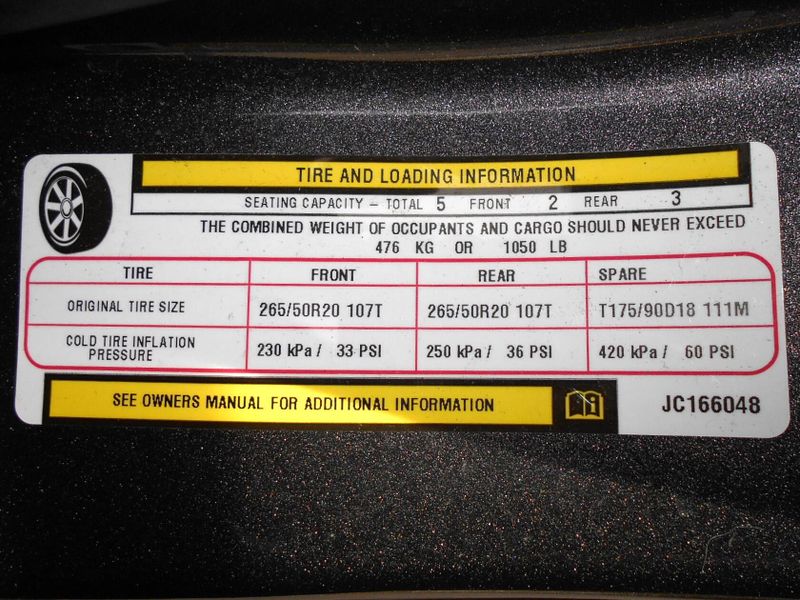 TIRE AND LOADING INFORMATION
SEATING CAPACITY – TOTAL 5 FRONT 2 REAR 3
THE COMBINED WEIGHT OF OCCUPANTS AND CARGO SHOULD NEVER EXCEED
476 KG OR 1050 LB
TIRE FRONT REAR SPARE
ORIGINAL TIRE SIZE 265/50R20 107T 265/50R20 107T T175/90D18 111M
COLD TIRE INFLATION PRESSURE 230 kPa / 33 PSI 250 kPa / 36 PSI 420 kPa / 60 PSI
SEE OWNERS MANUAL FOR ADDITIONAL INFORMATION JC166048